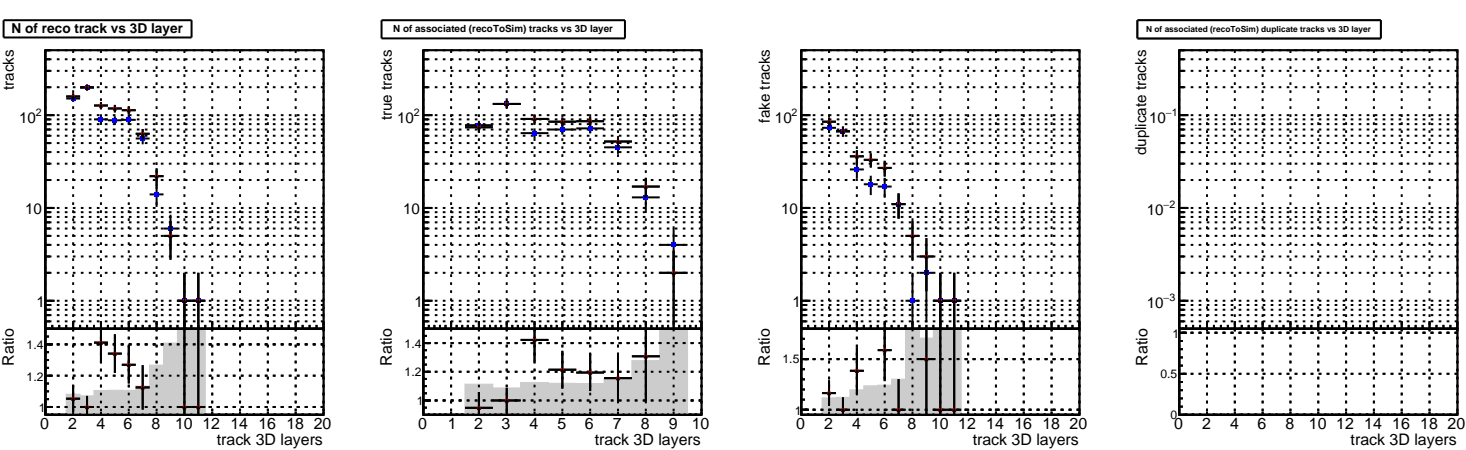 N of reco track vs 3D layer
tracks
10²
10
1
Ratio
1.4
1.2
1
0 2 4 6 8 10 12 14 16 18 20
track 3D layers
N of associated (recoToSim) tracks vs 3D layer
true tracks
10²
10
1
Ratio
1.4
1.2
1
0 1 2 3 4 5 6 7 8 9 10
track 3D layers
fake tracks
10²
10
1
Ratio
1.5
1
0 2 4 6 8 10 12 14 16 18 20
track 3D layers
N of associated (recoToSim) duplicate tracks vs 3D layer
duplicate tracks
10⁻¹
10⁻²
10⁻³
Ratio
1
0.5
0
0 2 4 6 8 10 12 14 16 18 20
track 3D layers